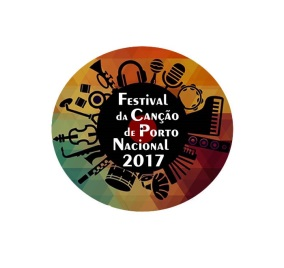 Festival
da Canção
de Porto
Nacional
2017